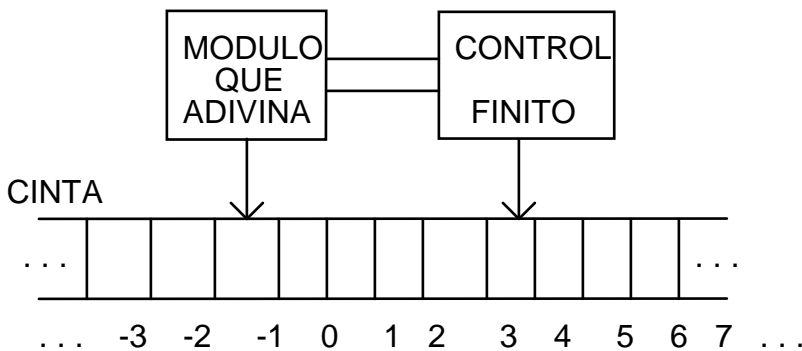 MODULO
QUE
ADIVINA
CONTROL
FINITO
CINTA
. . . . . .
. . . -3 -2 -1 0 1 2 3 4 5 6 7 . . .